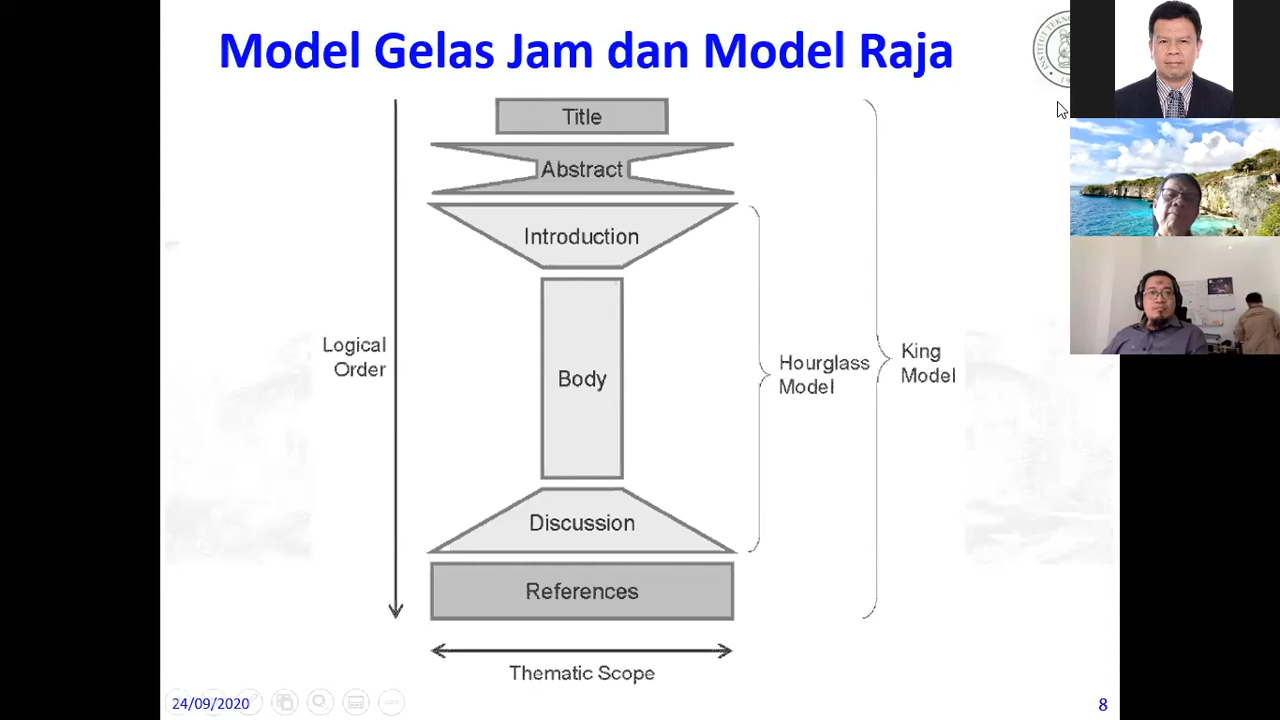 Model Gelas Jam dan Model Raja
Title
Abstract
Introduction
Logical
Order
Body
Hourglass
Model
King
Model
Discussion
References
Thematic Scope
24/09/2020
8